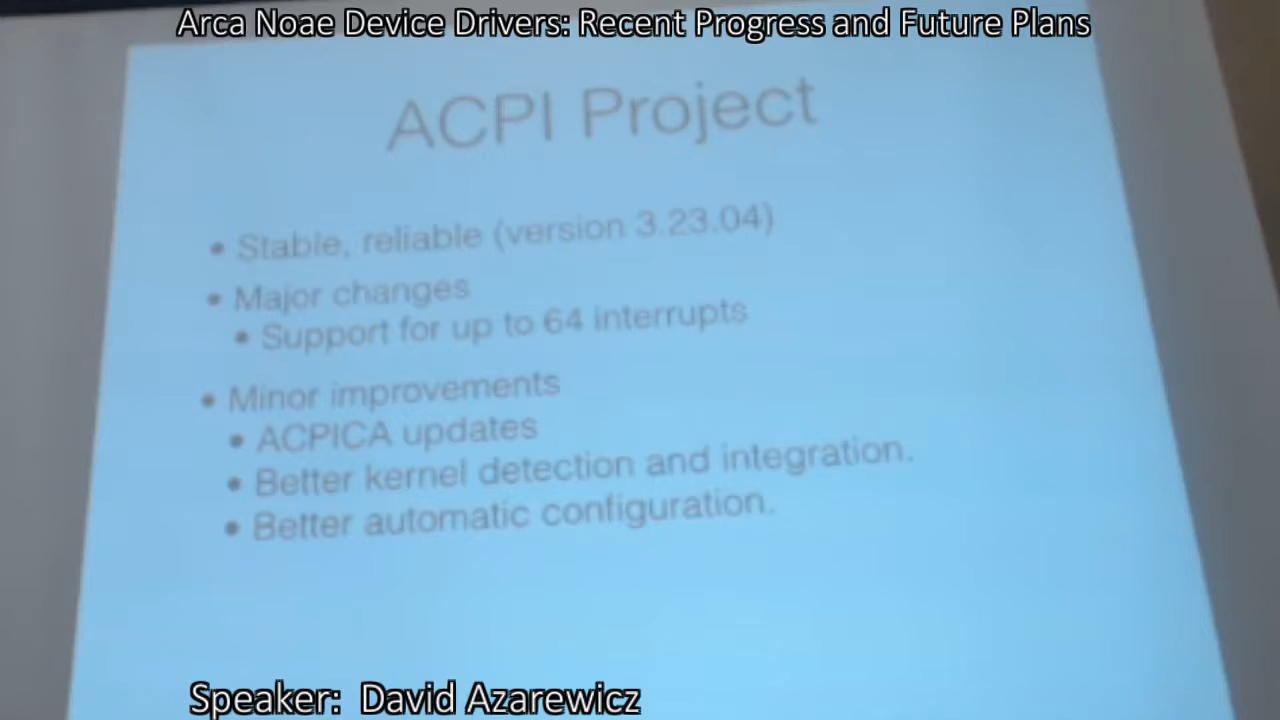 Arca Noae Device Drivers: Recent Progress and Future Plans
ACPI Project
• Stable, reliable (version 3.23.04)
• Major changes
• Support for up to 64 interrupts
• Minor improvements
• ACPICA updates
• Better kernel detection and integration.
• Better automatic configuration.
Speaker: David Azarewicz